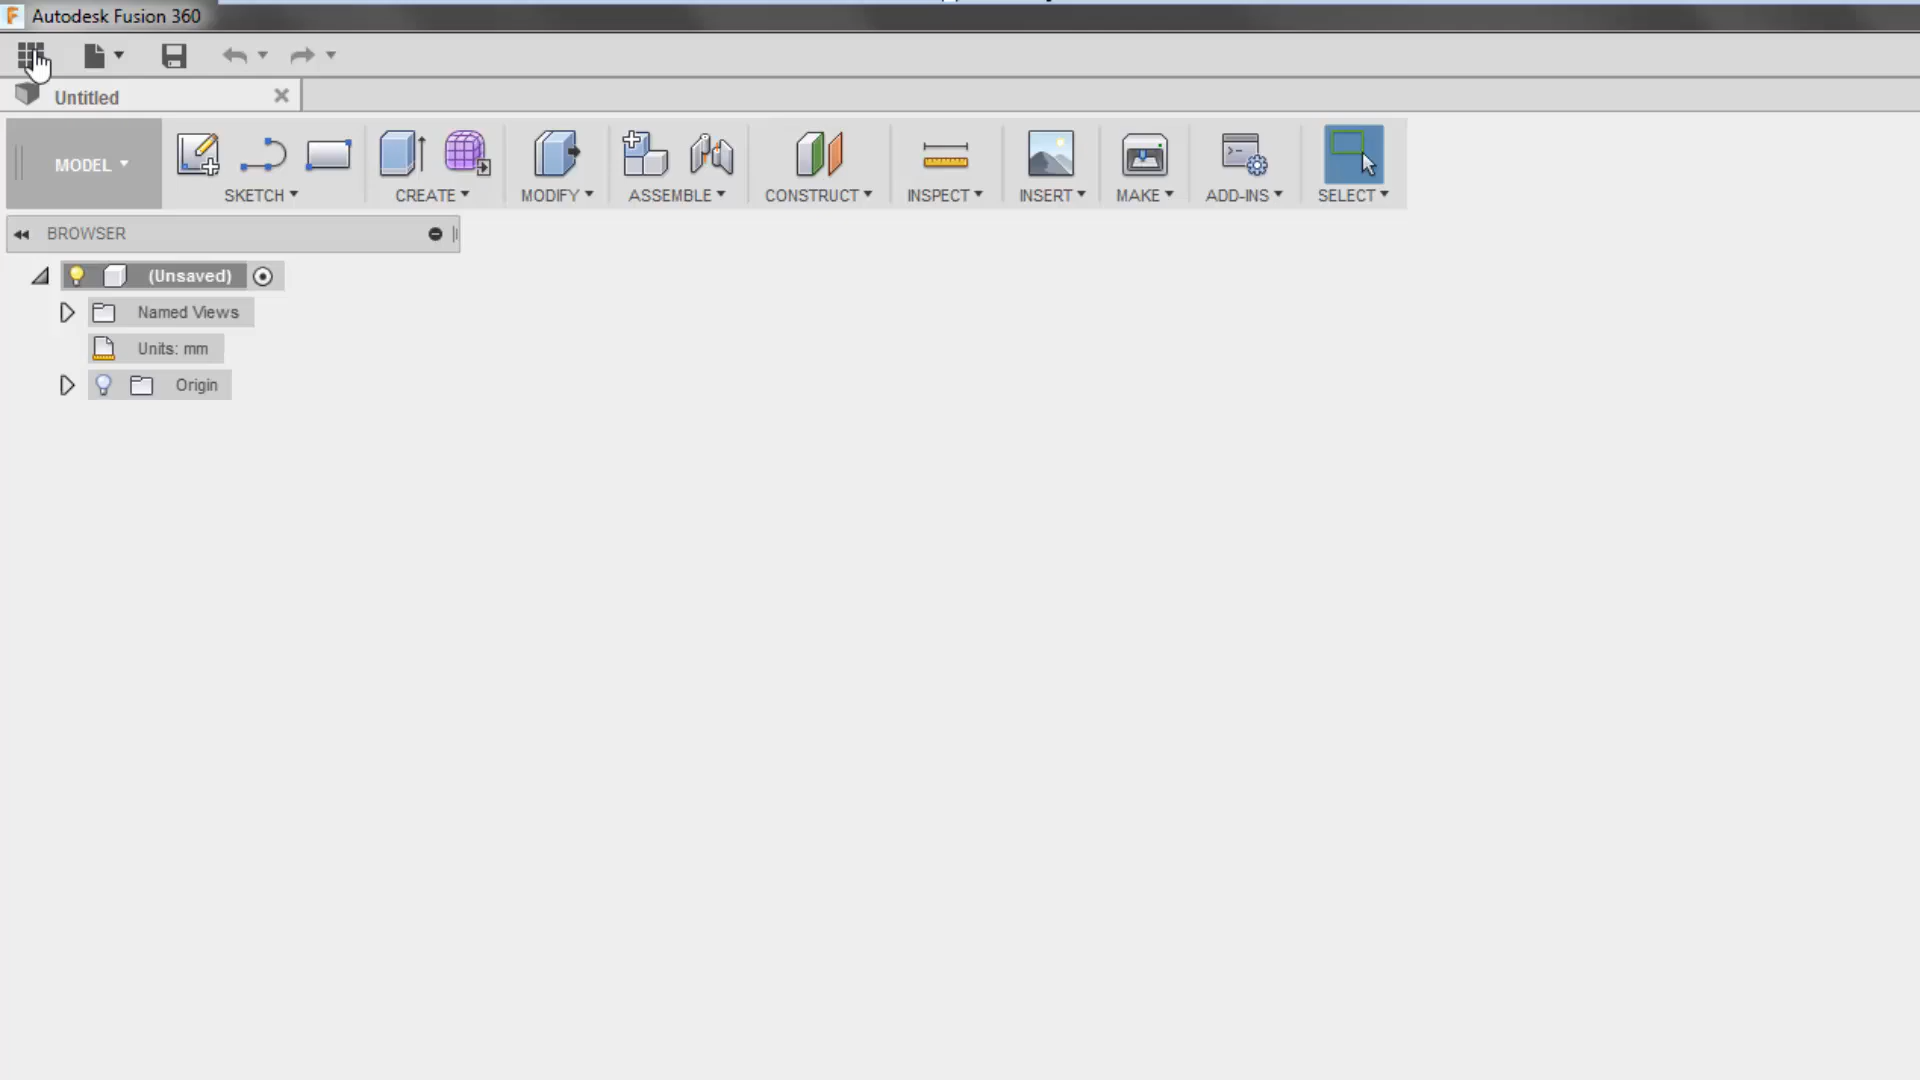 Autodesk Fusion 360
Untitled
MODEL
SKETCH
CREATE
MODIFY
ASSEMBLE
CONSTRUCT
INSPECT
INSERT
MAKE
ADD-INS
SELECT
BROWSER
(Unsaved)
Named Views
Units: mm
Origin